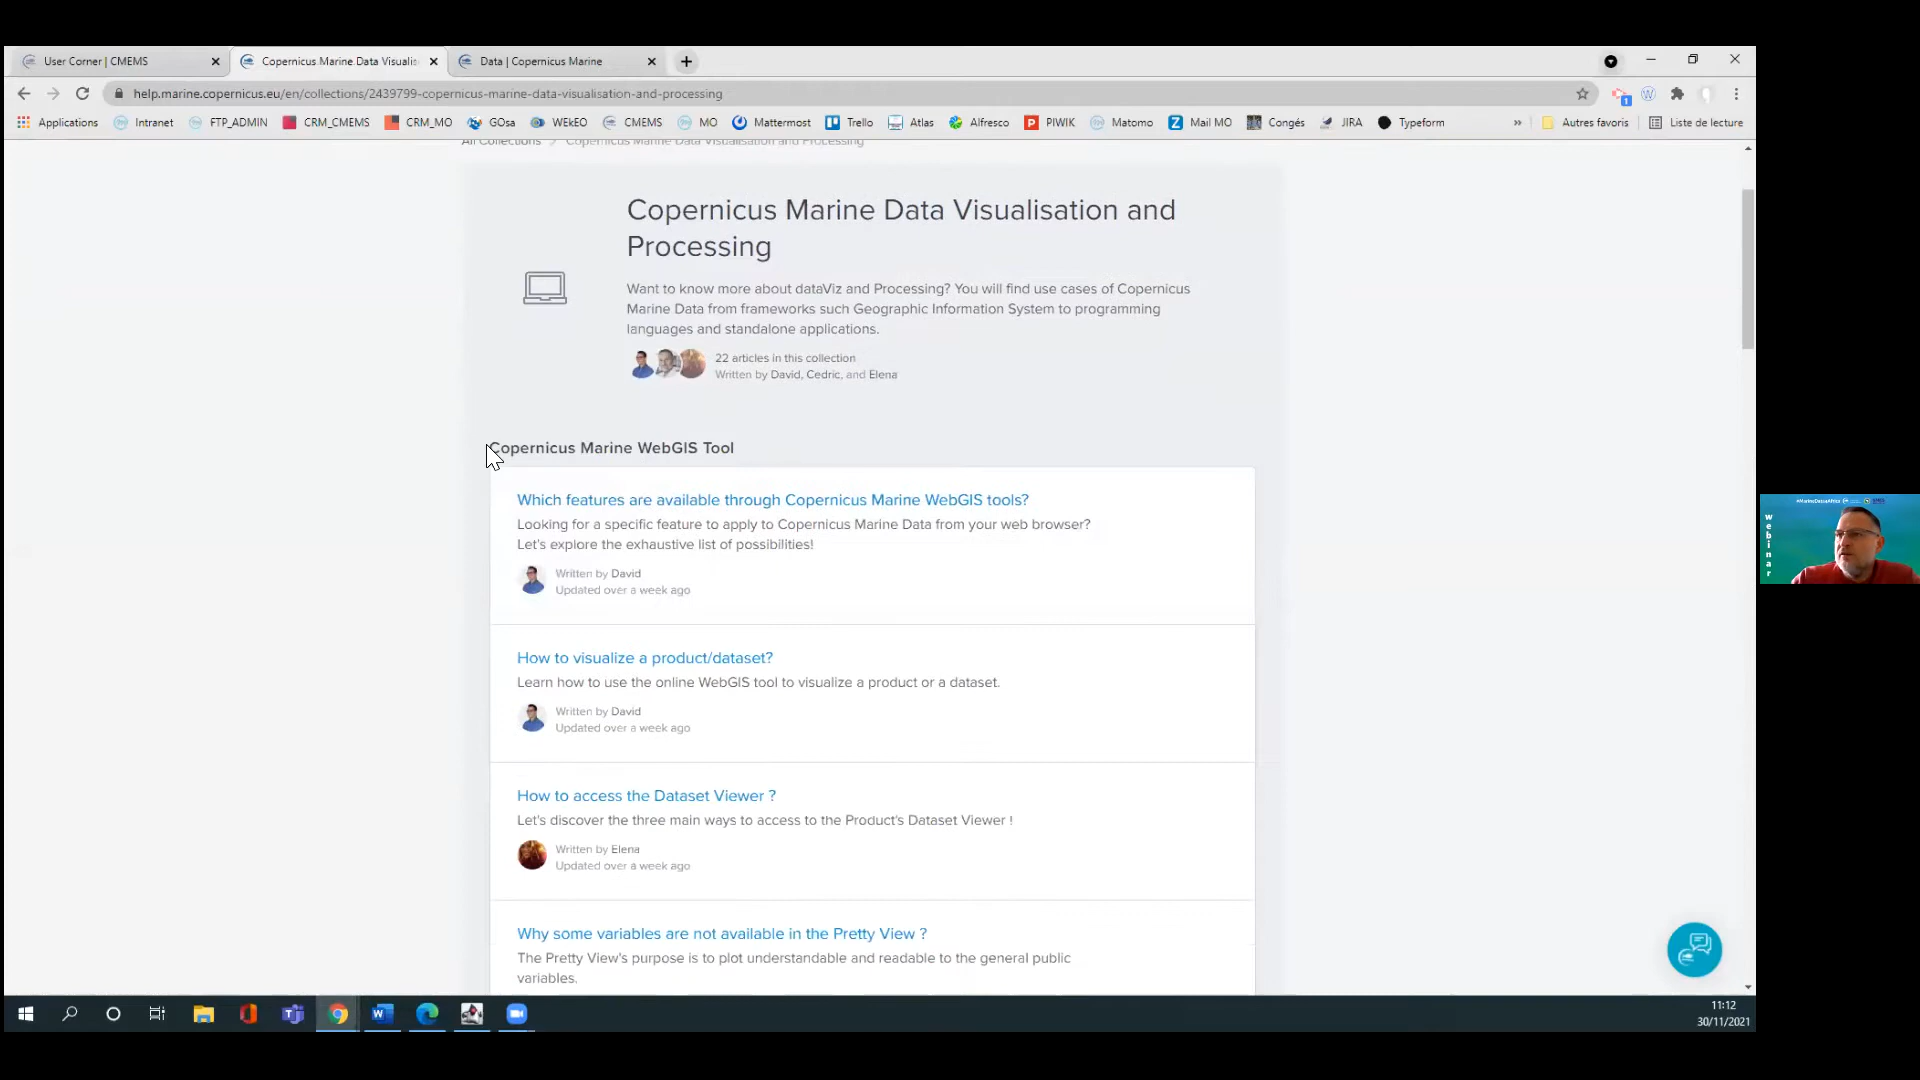 User Corner | CMEMS
Copernicus Marine Data Visualis
Data | Copernicus Marine
help.marine.copernicus.eu/en/collections/2439799-copernicus-marine-data-visualisation-and-processing
Applications Intranet FTP_ADMIN CRM_CMEMS CRM_MO GOsa WEkEO CMEMS MO Mattermost Trello Atlas Alfresco PIWIK Matomo Mail MO Congés JIRA Typeform » Autres favoris Liste de lecture
All Collections Copernicus Marine Data Visualisation and Processing
Copernicus Marine Data Visualisation and
Processing
Want to know more about dataViz and Processing? You will find use cases of Copernicus
Marine Data from frameworks such Geographic Information System to programming
languages and standalone applications.
22 articles in this collection
Written by David, Cedric, and Elena
Copernicus Marine WebGIS Tool
Which features are available through Copernicus Marine WebGIS tools?
Looking for a specific feature to apply to Copernicus Marine Data from your web browser?
Let's explore the exhaustive list of possibilities!
Written by David
Updated over a week ago
How to visualize a product/dataset?
Learn how to use the online WebGIS tool to visualize a product or a dataset.
Written by David
Updated over a week ago
How to access the Dataset Viewer ?
Let's discover the three main ways to access to the Product's Dataset Viewer !
Written by Elena
Updated over a week ago
Why some variables are not available in the Pretty View ?
The Pretty View's purpose is to plot understandable and readable to the general public
variables.
webinar
11:12
30/11/2021